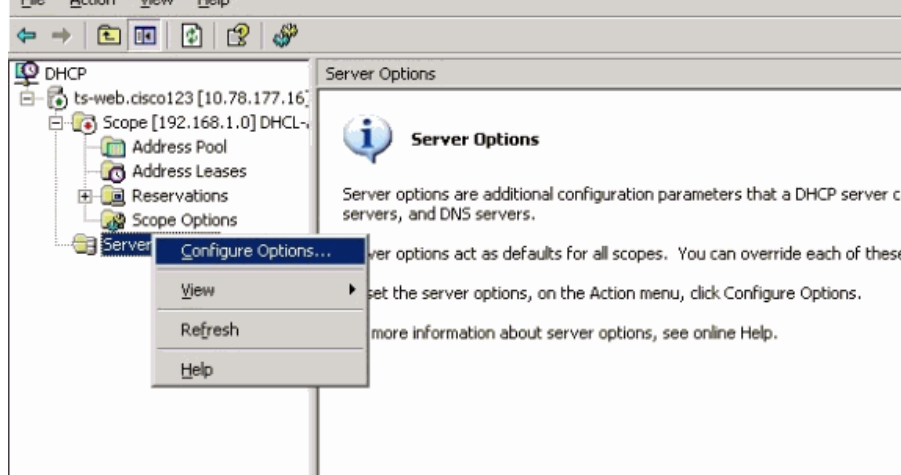 File Action View Help
DHCP
ts-web.cisco123 [10.78.177.16]
Scope [192.168.1.0] DHCL-
Address Pool
Address Leases
Reservations
Scope Options
Server
Configure Options...
View
Refresh
Help
Server Options
Server Options
Server options are additional configuration parameters that a DHCP server c
servers, and DNS servers.
ver options act as defaults for all scopes. You can override each of these
set the server options, on the Action menu, click Configure Options.
more information about server options, see online Help.